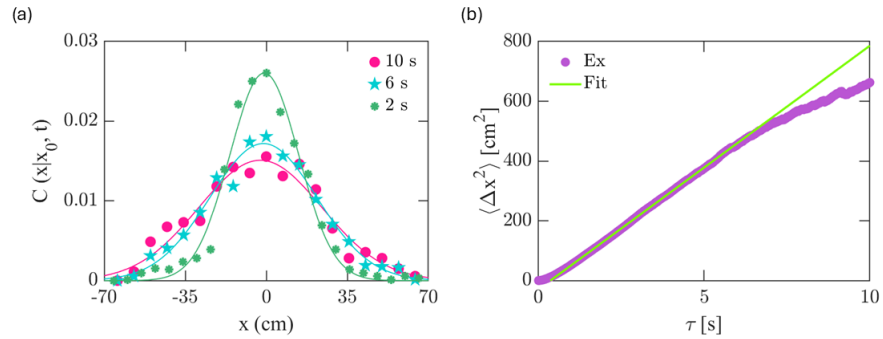 (a)
(b)
C (x|x₀, t)
0.03
0.02
0.01
0
-70
-35
0
35
70
x (cm)
10 s
6 s
2 s
⟨Δx²⟩ [cm²]
800
600
400
200
0
0
5
10
τ [s]
Ex
Fit